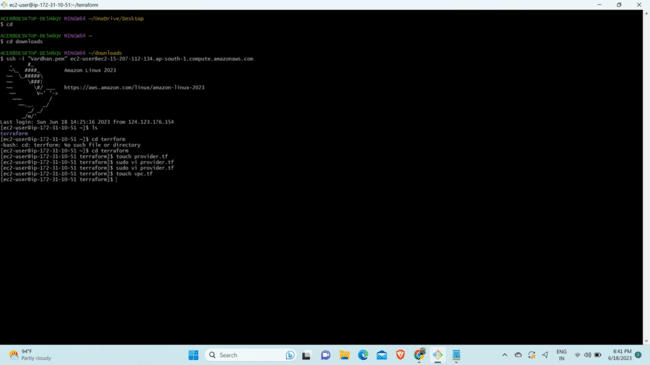 ec2-user@ip-172-31-10-51:~/terraform
ACER@DESKTOP-DESH8QV MINGW64 ~/OneDrive/Desktop
$ cd
ACER@DESKTOP-DESH8QV MINGW64 ~
$ cd downloads
ACER@DESKTOP-DESH8QV MINGW64 ~/downloads
$ ssh -i "Vardhan.pem" ec2-user@ec2-15-207-112-134.ap-south-1.compute.amazonaws.com
Amazon Linux 2023
https://aws.amazon.com/linux/amazon-linux-2023
Last login: Sun Jun 18 14:25:16 2023 from 124.123.176.154
[ec2-user@ip-172-31-10-51 ~]$ ls
terraform
[ec2-user@ip-172-31-10-51 ~]$ cd terrform
-bash: cd: terrform: No such file or directory
[ec2-user@ip-172-31-10-51 ~]$ cd terraform
[ec2-user@ip-172-31-10-51 terraform]$ touch provider.tf
[ec2-user@ip-172-31-10-51 terraform]$ sudo vi provider.tf
[ec2-user@ip-172-31-10-51 terraform]$ sudo vi provider.tf
[ec2-user@ip-172-31-10-51 terraform]$ touch vpc.tf
[ec2-user@ip-172-31-10-51 terraform]$
94°F
Partly cloudy
Search
ENG
IN
8:41 PM
6/18/2023